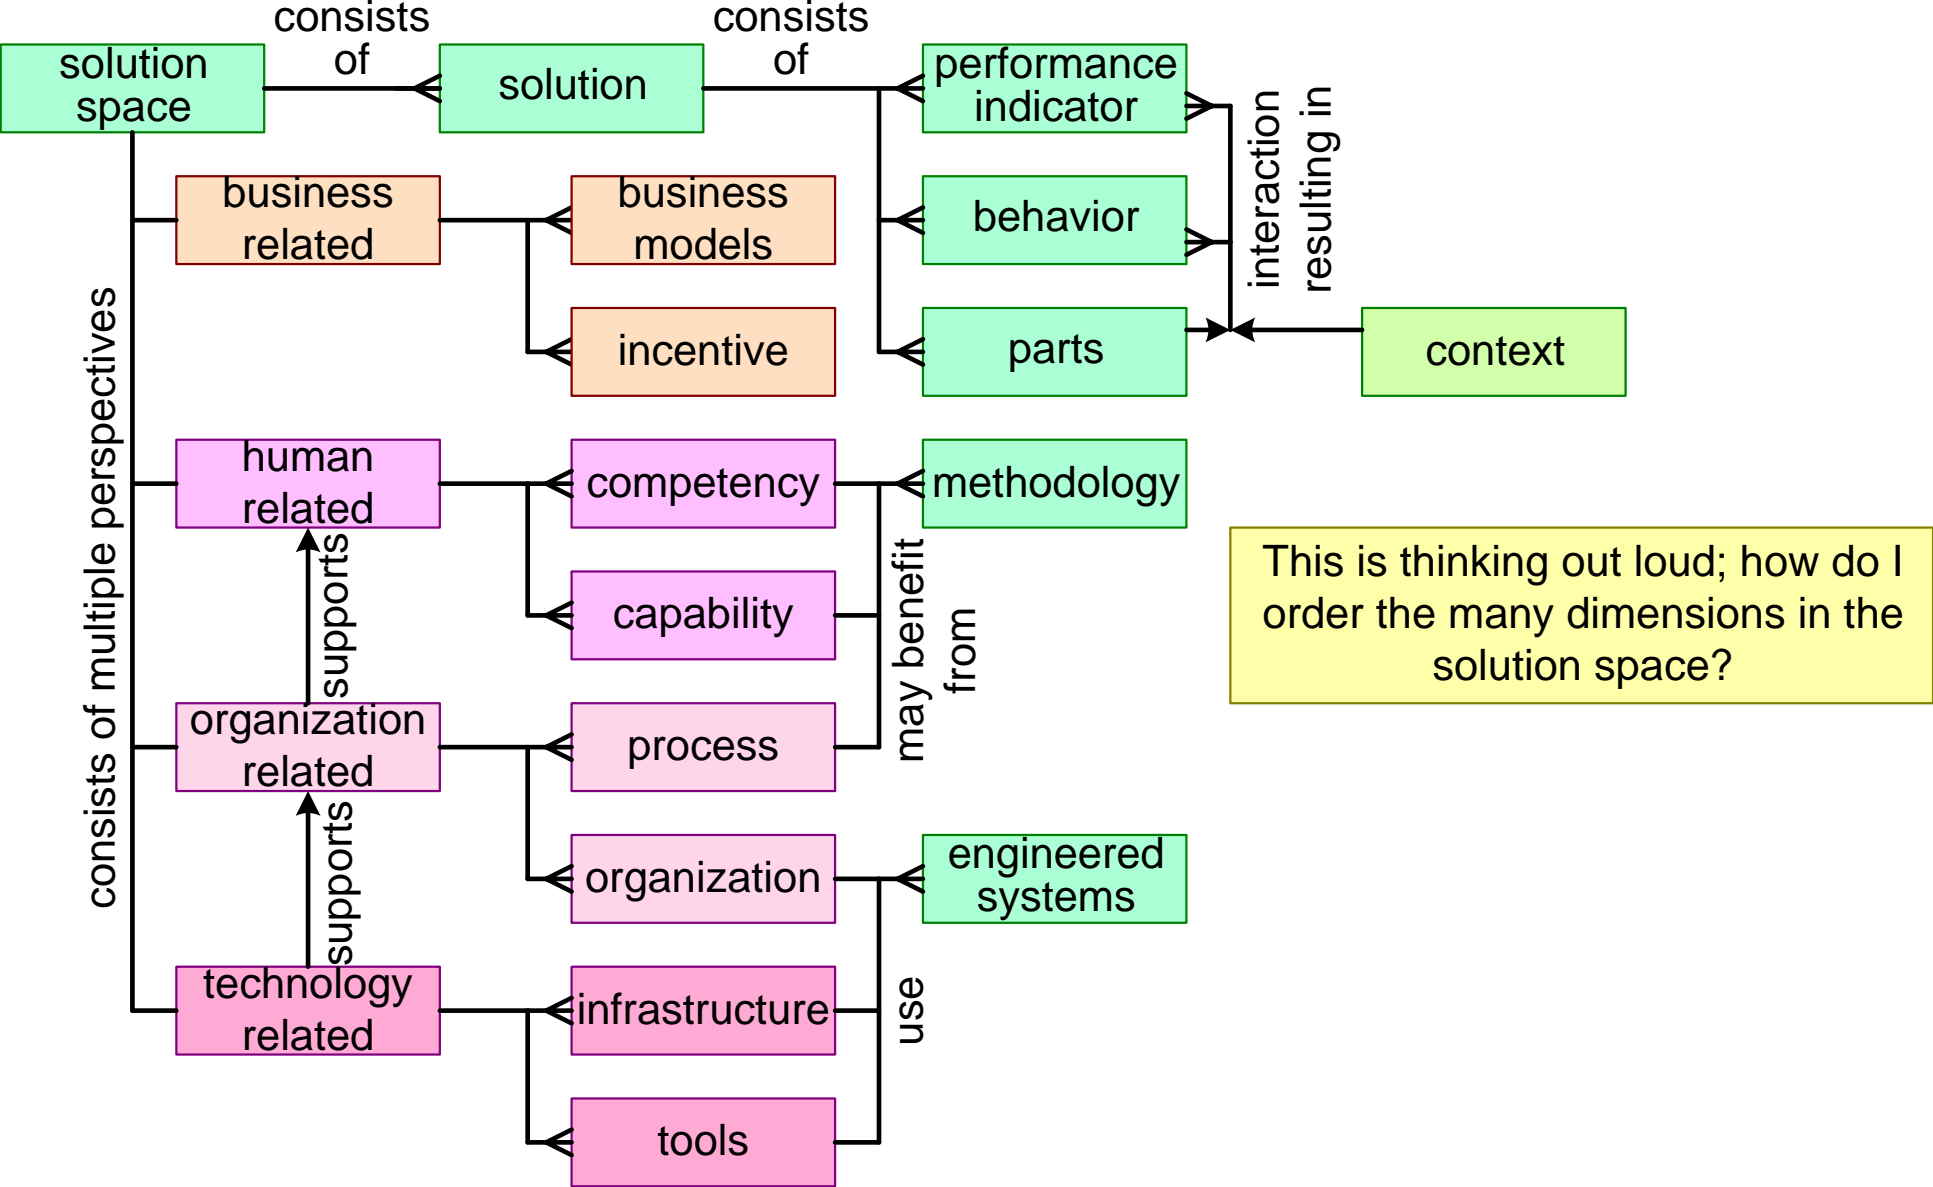 consists
of
consists
of
solution
space
solution
performance
indicator
interaction
resulting in
business
related
business
models
behavior
incentive
parts
context
consists of multiple perspectives
human
related
competency
methodology
supports
capability
may benefit
from
This is thinking out loud; how do I
order the many dimensions in the
solution space?
organization
related
process
supports
organization
engineered
systems
technology
related
infrastructure
use
tools